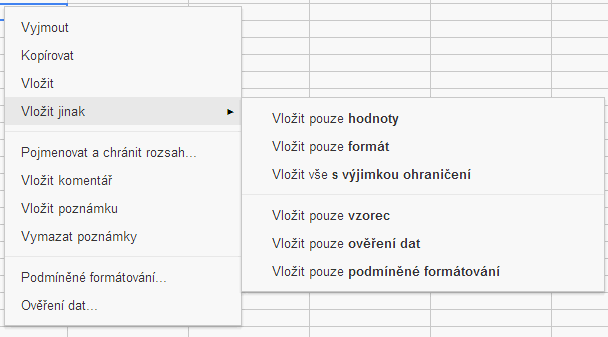 Vyjmout
Kopírovat
Vložit
Vložit jinak
Pojmenovat a chránit rozsah...
Vložit komentář
Vložit poznámku
Vymazat poznámky
Podmíněné formátování...
Ověření dat...
Vložit pouze hodnoty
Vložit pouze formát
Vložit vše s výjimkou ohraničení
Vložit pouze vzorec
Vložit pouze ověření dat
Vložit pouze podmíněné formátování